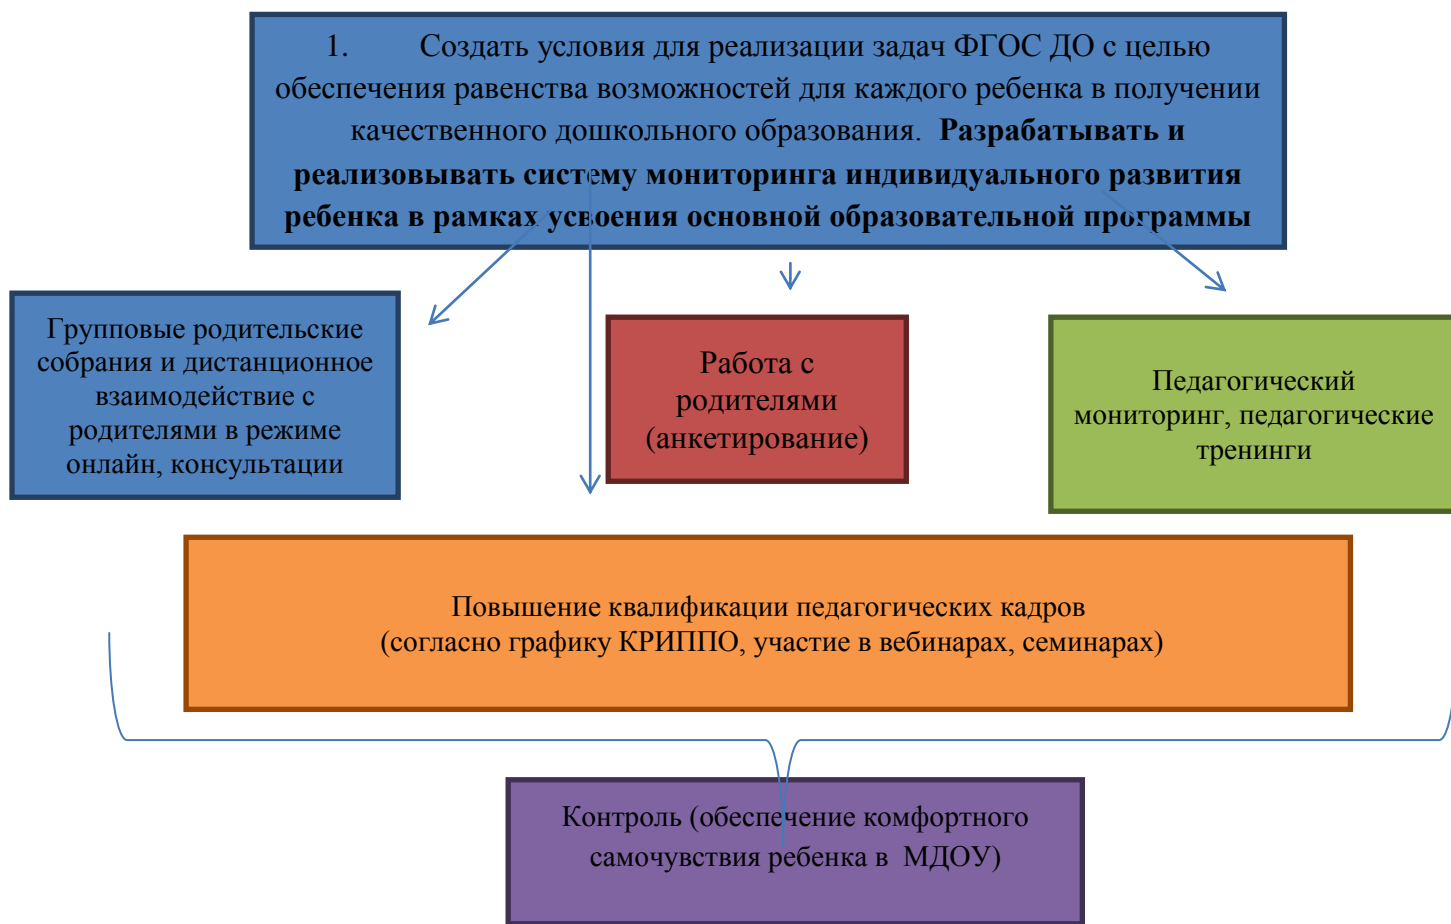 1. Создать условия для реализации задач ФГОС ДО с целью
обеспечения равенства возможностей для каждого ребенка в получении
качественного дошкольного образования. Разрабатывать и
реализовывать систему мониторинга индивидуального развития
ребенка в рамках усвоения основной образовательной программы
Групповые родительские
собрания и дистанционное
взаимодействие с
родителями в режиме
онлайн, консультации
Работа с
родителями
(анкетирование)
Педагогический
мониторинг, педагогические
тренинги
Повышение квалификации педагогических кадров
(согласно графику КРИППО, участие в вебинарах, семинарах)
Контроль (обеспечение комфортного
самочувствия ребенка в МДОУ)